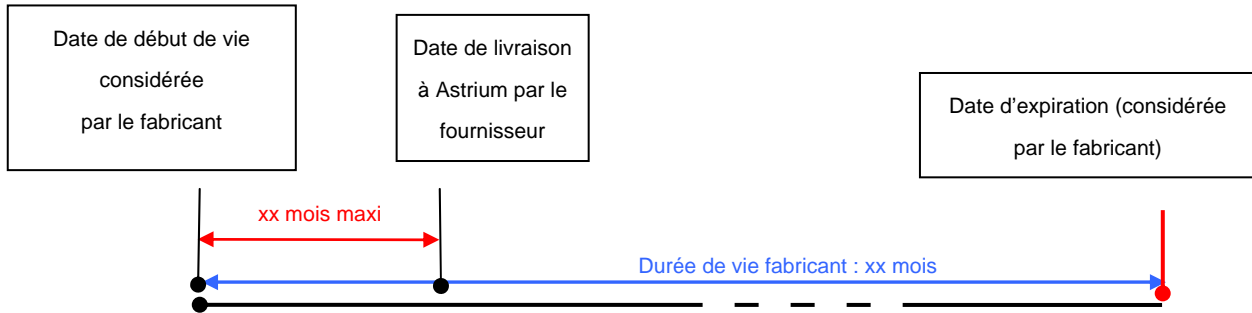 Date de début de vie
considérée
par le fabricant
Date de livraison
à Astrium par le
fournisseur
Date d’expiration (considérée
par le fabricant)
xx mois maxi
Durée de vie fabricant : xx mois